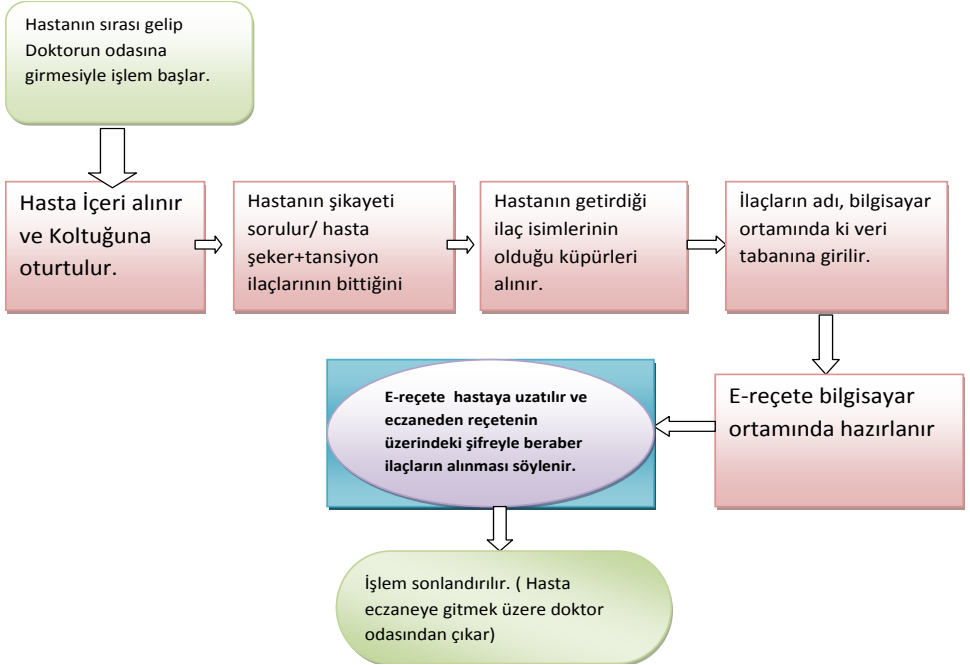 Hastanın sırası gelip
Doktorun odasına
girmesiyle işlem başlar.
Hasta İçeri alınır
ve Koltuğuna
oturtulur.
Hastanın şikayeti
sorulur/ hasta
şeker+tansiyon
ilaçlarının bittiğini
Hastanın getirdiği
ilaç isimlerinin
olduğu küpürleri
alınır.
İlaçların adı, bilgisayar
ortamında ki veri
tabanına girilir.
E-reçete bilgisayar
ortamında hazırlanır
E-reçete hastaya uzatılır ve
eczaneden reçetenin
üzerindeki şifreyle beraber
ilaçların alınması söylenir.
İşlem sonlandırılır. ( Hasta
eczaneye gitmek üzere doktor
odasından çıkar)